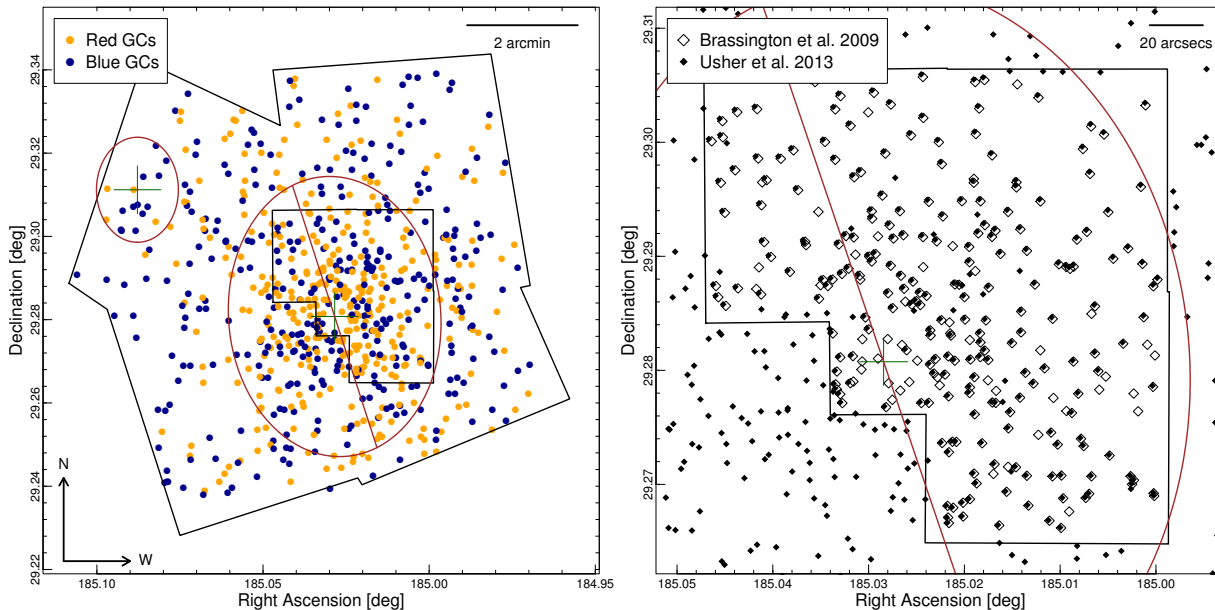 Red GCs
Blue GCs
2 arcmin
29.34
29.32
29.30
29.28
29.26
29.24
29.22
Declination [deg]
N
W
185.10
185.05
185.00
184.95
Right Ascension [deg]
Brassington et al. 2009
Usher et al. 2013
20 arcsecs
29.31
29.30
29.29
29.28
29.27
Declination [deg]
185.05
185.04
185.03
185.02
185.01
185.00
Right Ascension [deg]